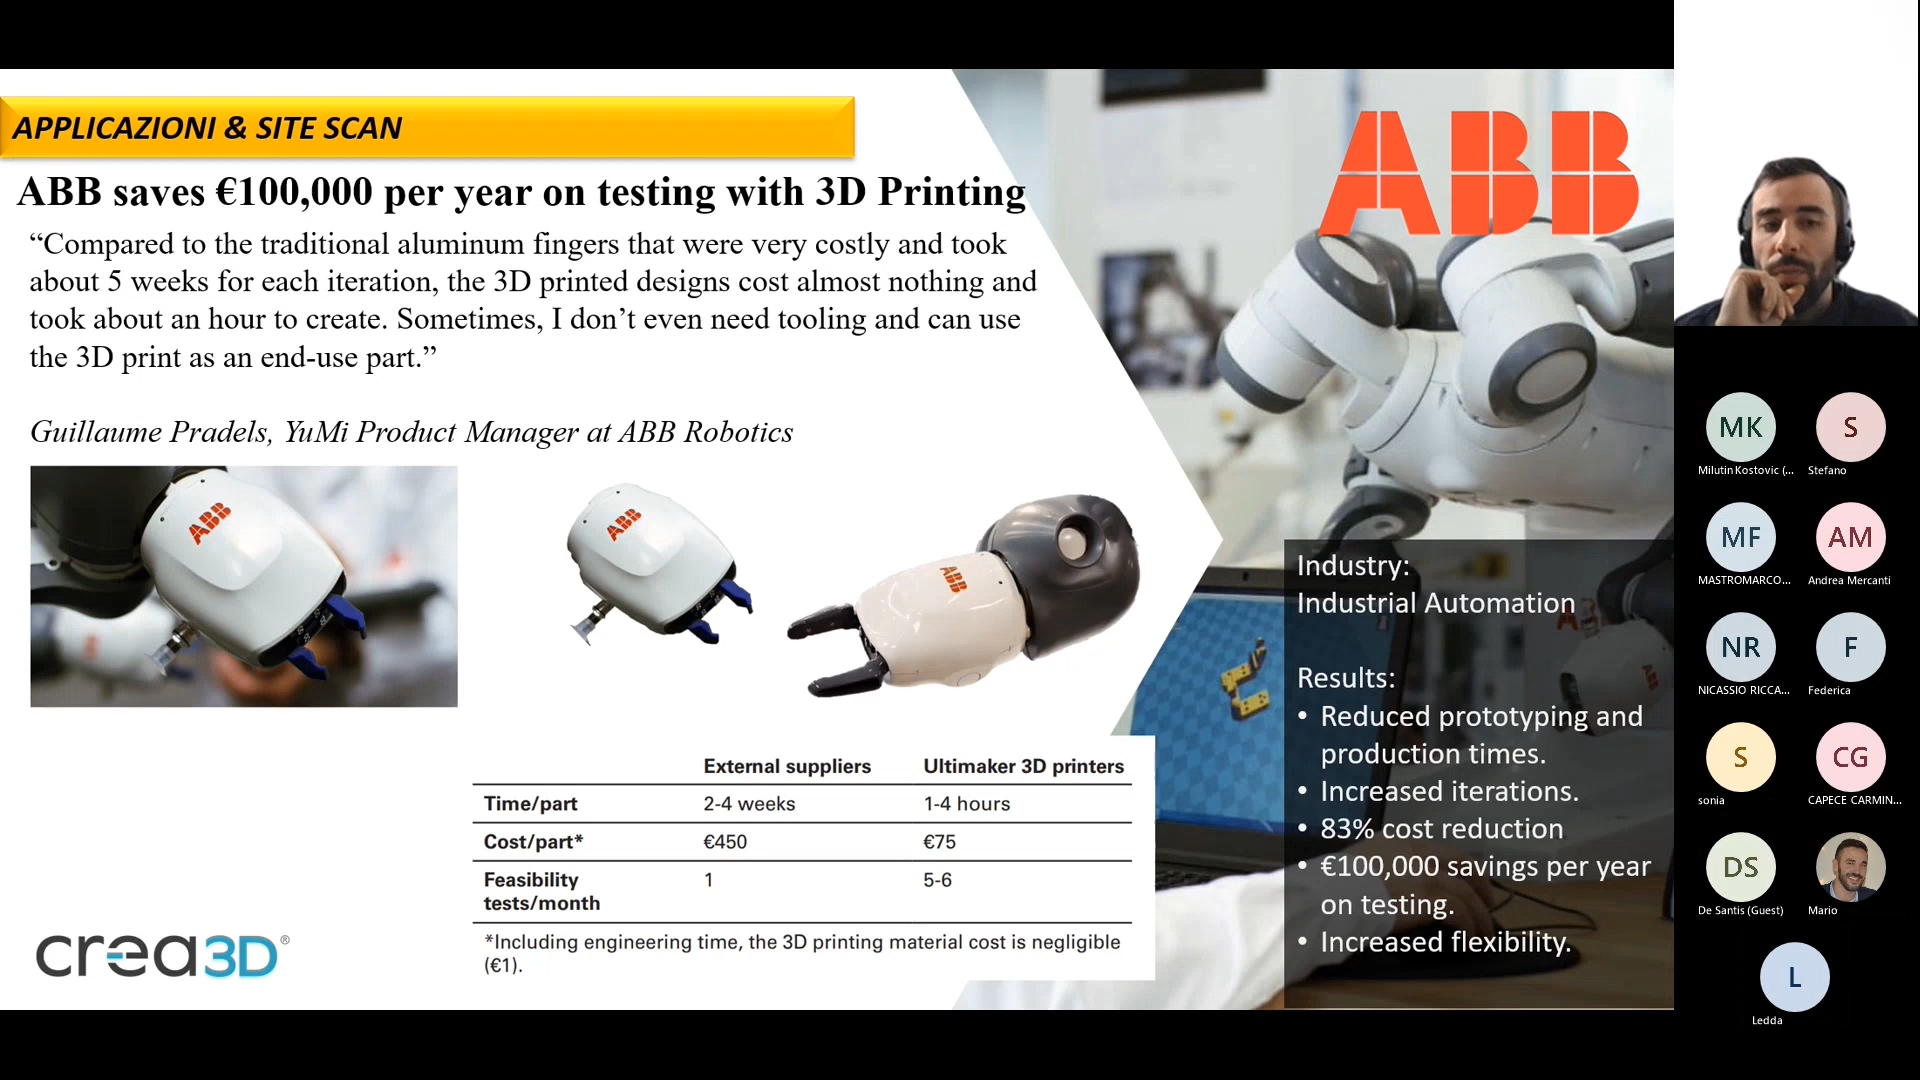 APPLICAZIONI & SITE SCAN
ABB saves €100,000 per year on testing with 3D Printing
“Compared to the traditional aluminum fingers that were very costly and took
about 5 weeks for each iteration, the 3D printed designs cost almost nothing and
took about an hour to create. Sometimes, I don’t even need tooling and can use
the 3D print as an end-use part.”
Guillaume Pradels, YuMi Product Manager at ABB Robotics
ABB
ABB
ABB
ABB
External suppliers Ultimaker 3D printers
Time/part 2-4 weeks 1-4 hours
Cost/part* €450 €75
Feasibility 1 5-6
tests/month
*Including engineering time, the 3D printing material cost is negligible
(€1).
crea3D®
Industry:
Industrial Automation
Results:
• Reduced prototyping and
production times.
• Increased iterations.
• 83% cost reduction
• €100,000 savings per year
on testing.
• Increased flexibility.
MK S
Milutin Kostovic (... Stefano
MF AM
MASTROMARCO... Andrea Mercanti
NR F
NICASSIO RICCA... Federica
S CG
sonia CAPECE CARMIN...
DS
De Santis (Guest) Mario
L
Ledda